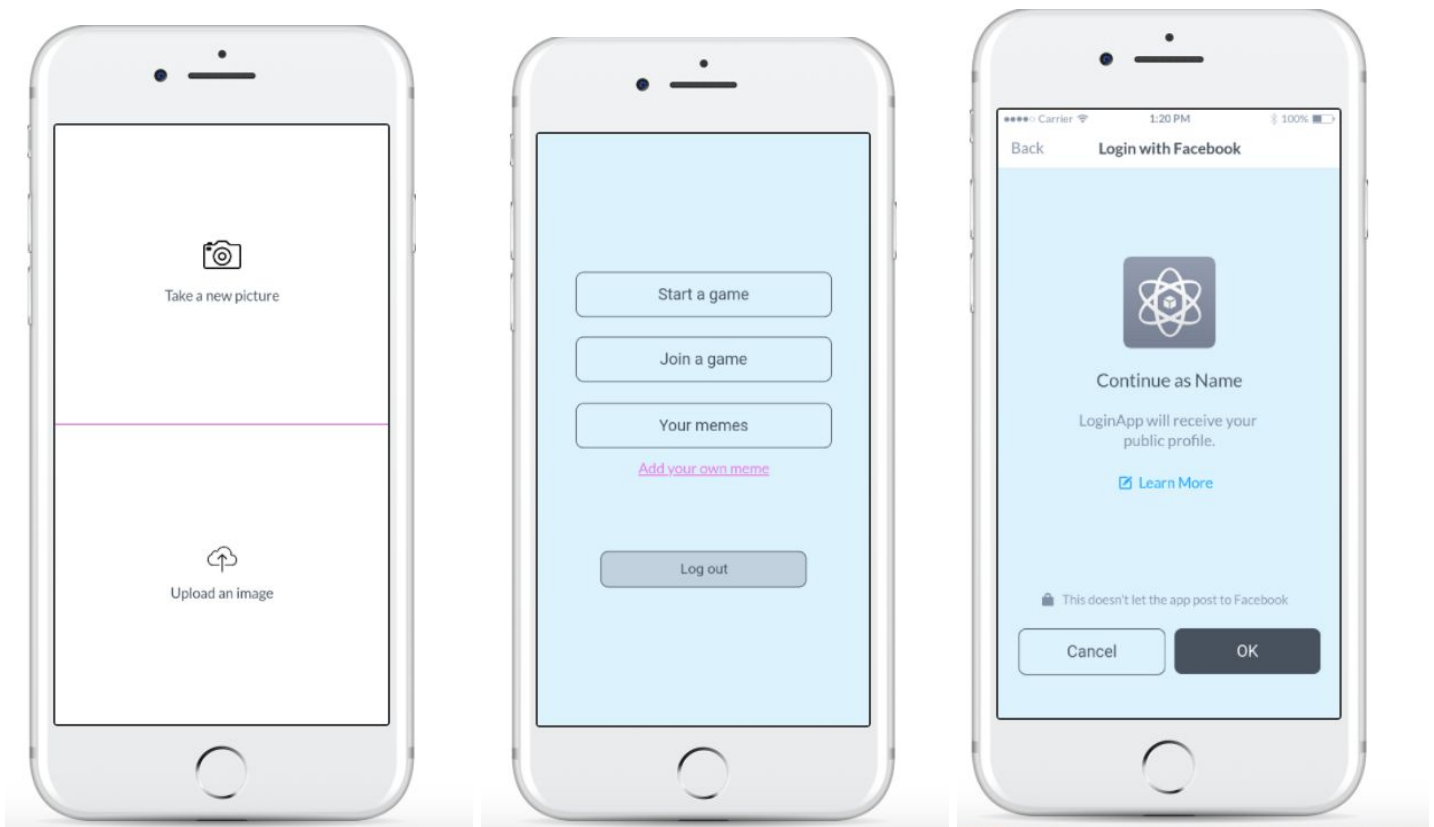 Take a new picture
Upload an image
Start a game
Join a game
Your memes
Add your own meme
Log out
Carrier 1:20 PM 100%
Back Login with Facebook
Continue as Name
LoginApp will receive your
public profile.
Learn More
This doesn't let the app post to Facebook
Cancel OK